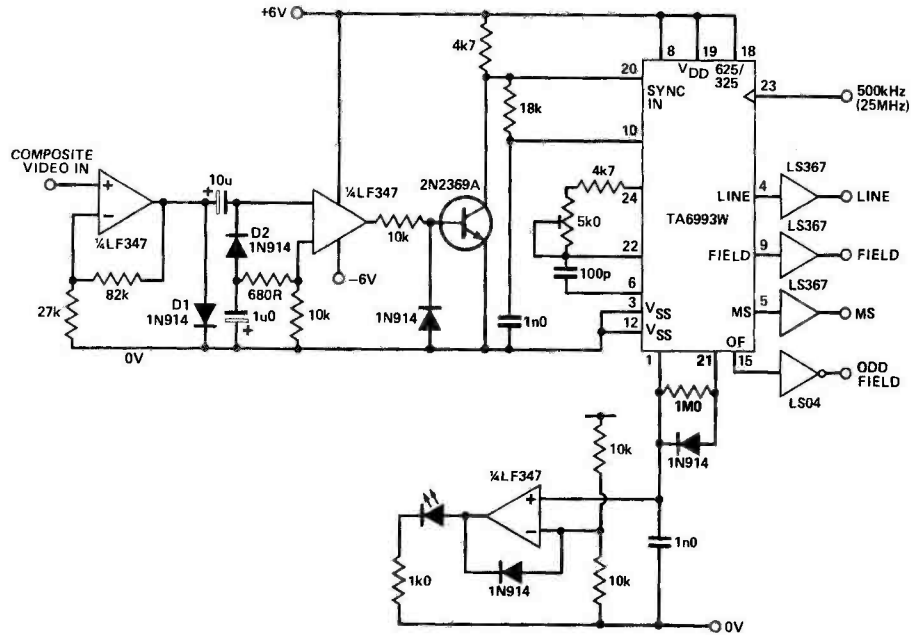 +6V
4k7
8
19
18
VDD
625/
325
20
SYNC
IN
23
500kHz
(25MHz)
18k
10
COMPOSITE
VIDEO IN
+
10u
¼LF347
2N2369A
4k7
24
LS367
4
LINE
LINE
+
−
¼LF347
D2
1N914
10k
5k0
TA6993W
LS367
22
FIELD
9
FIELD
82k
680R
−6V
100p
6
LS367
27k
D1
1N914
1u0
+
10k
1N914
1n0
3
VSS
MS
5
MS
12
VSS
0V
OF
1
21
15
ODD
FIELD
1M0
LS04
10k
1N914
¼LF347
+
−
1n0
1k0
1N914
10k
0V